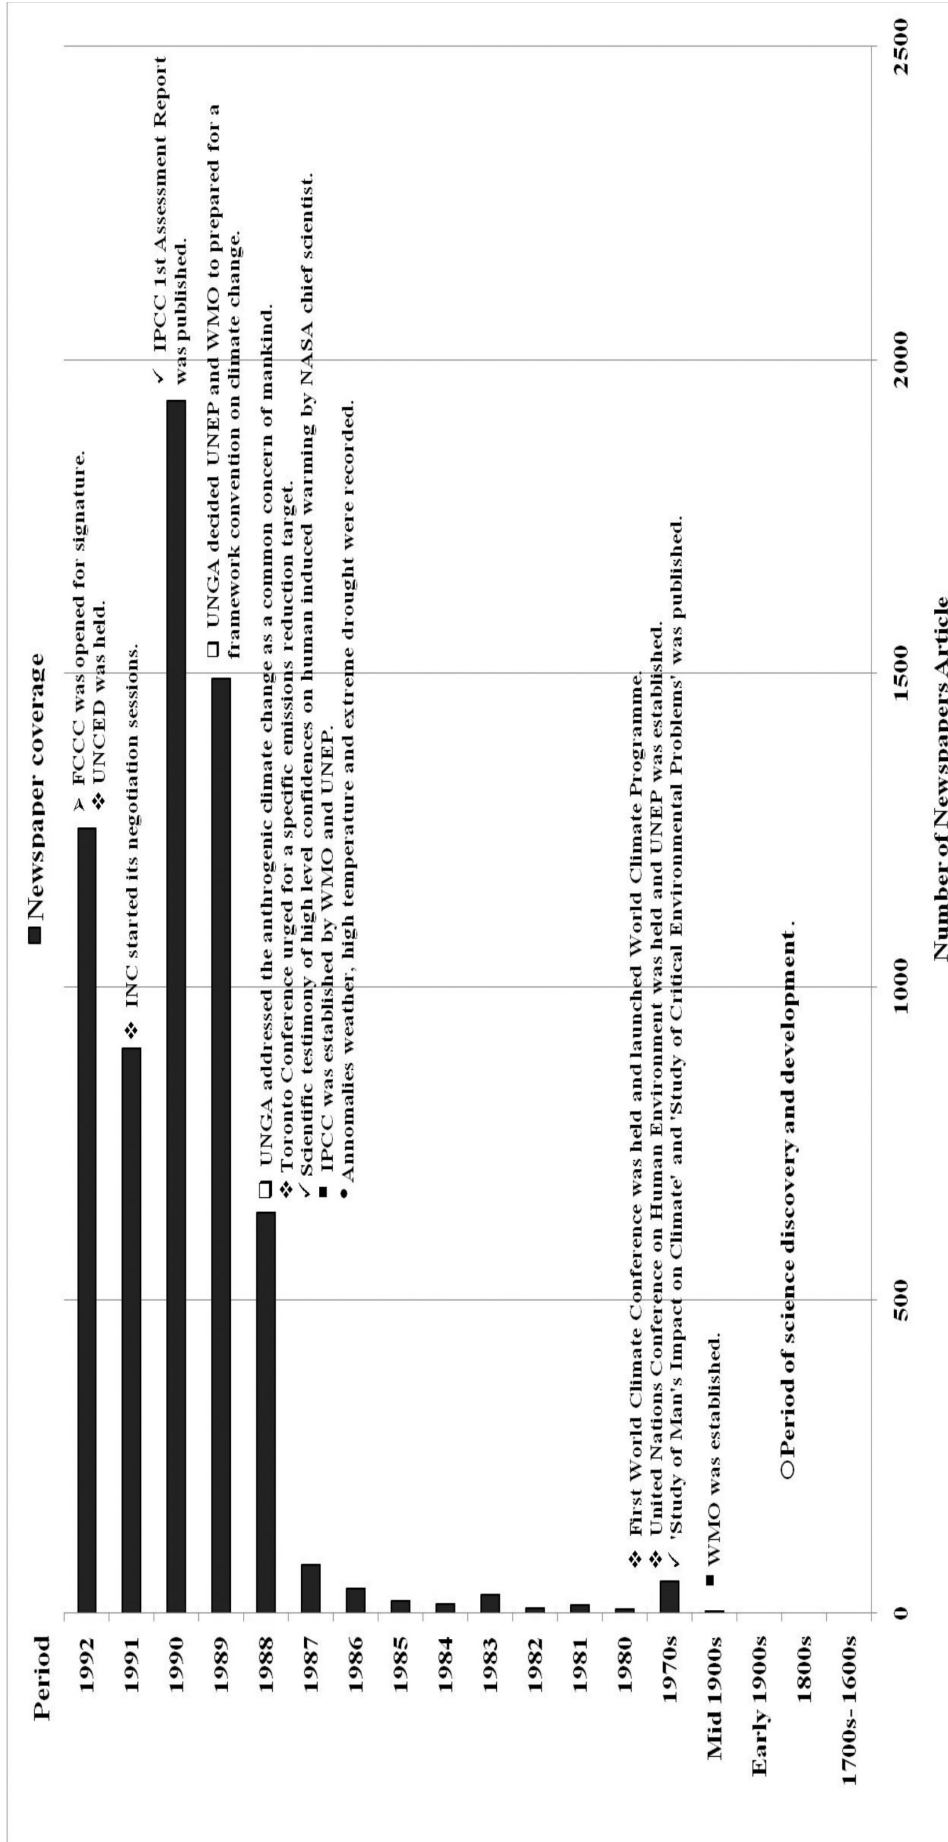 ■ Newspaper coverage
Period
1992
➤ FCCC was opened for signature.
❖ UNCED was held.
1991
❖ INC started its negotiation sessions.
1990
✓ IPCC 1st Assessment Report
was published.
1989
❑ UNGA decided UNEP and WMO to prepared for a
framework convention on climate change.
1988
❑ UNGA addressed the anthrogenic climate change as a common concern of mankind.
❖ Toronto Conference urged for a specific emissions reduction target.
✓ Scientific testimony of high level confidences on human induced warming by NASA chief scientist.
■ IPCC was established by WMO and UNEP.
● Annomalies weather, high temperature and extreme drought were recorded.
1987
1986
1985
1984
1983
1982
1981
1980
1970s
❖ First World Climate Conference was held and launched World Climate Programme.
❖ United Nations Conference on Human Environment was held and UNEP was established.
✓ 'Study of Man's Impact on Climate' and 'Study of Critical Environmental Problems' was published.
Mid 1900s
■ WMO was established.
Early 1900s
1800s
○Period of science discovery and development .
1700s-1600s
0 500 1000 1500 2000 2500
Number of Newspapers Article